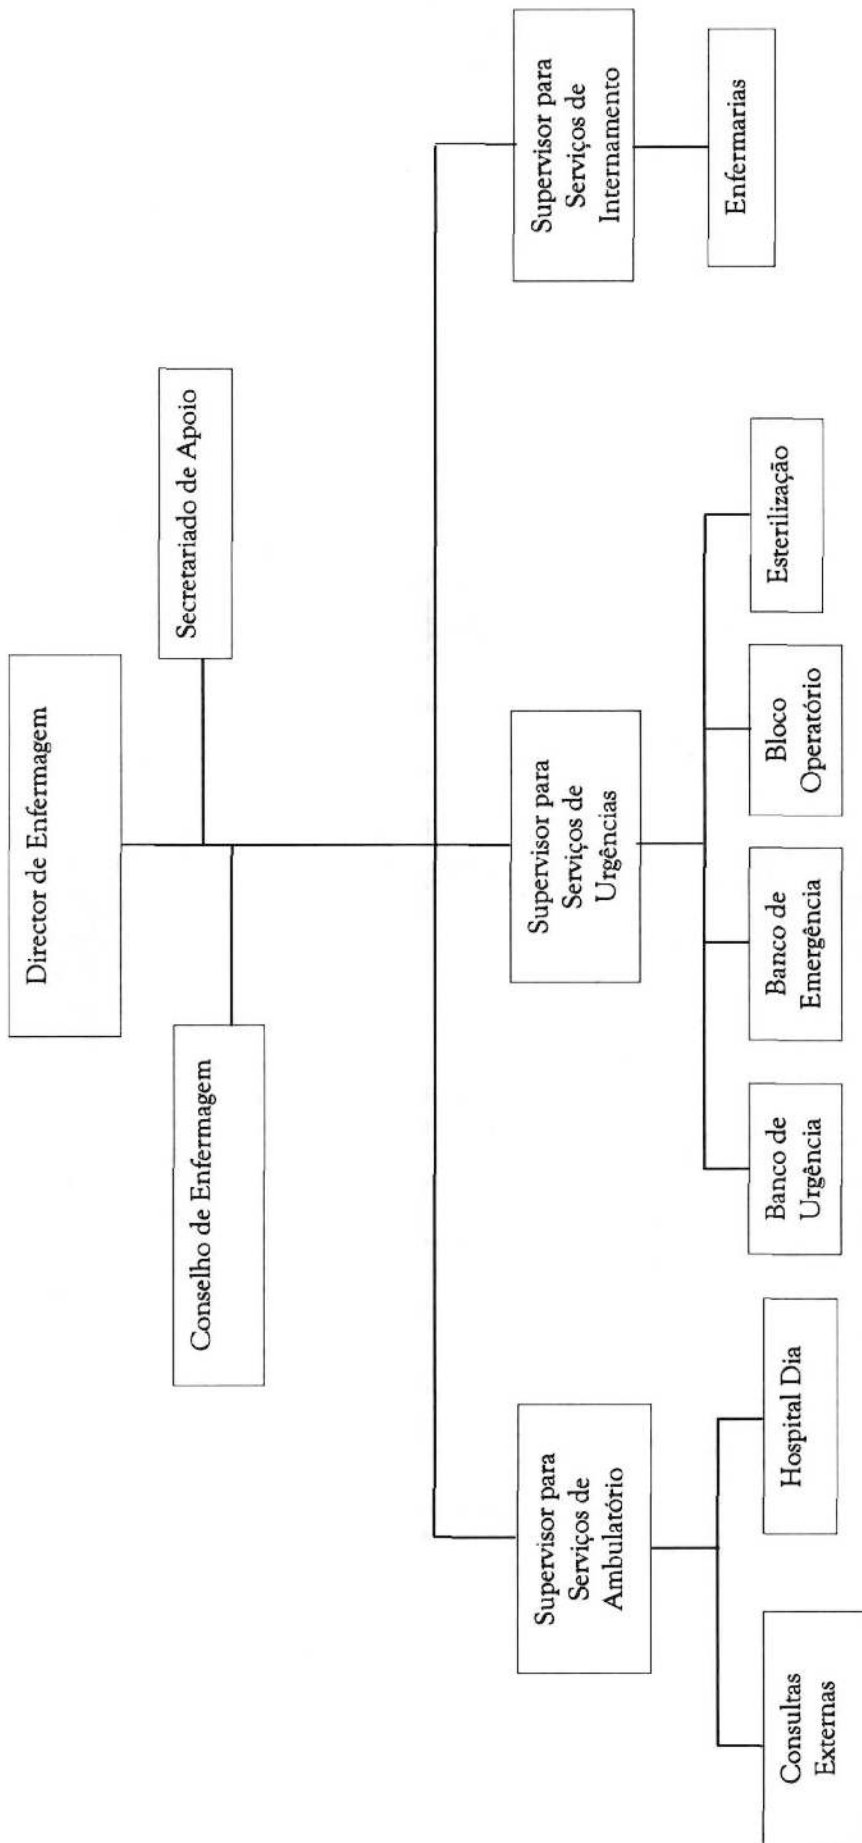 Director de Enfermagem
Secretariado de Apoio
Conselho de Enfermagem
Supervisor para
Serviços de
Ambulatório
Supervisor para
Serviços de
Urgências
Supervisor para
Serviços de
Internamento
Consultas
Externas
Hospital Dia
Banco de
Urgência
Banco de
Emergência
Bloco
Operatório
Esterilização
Enfermarias